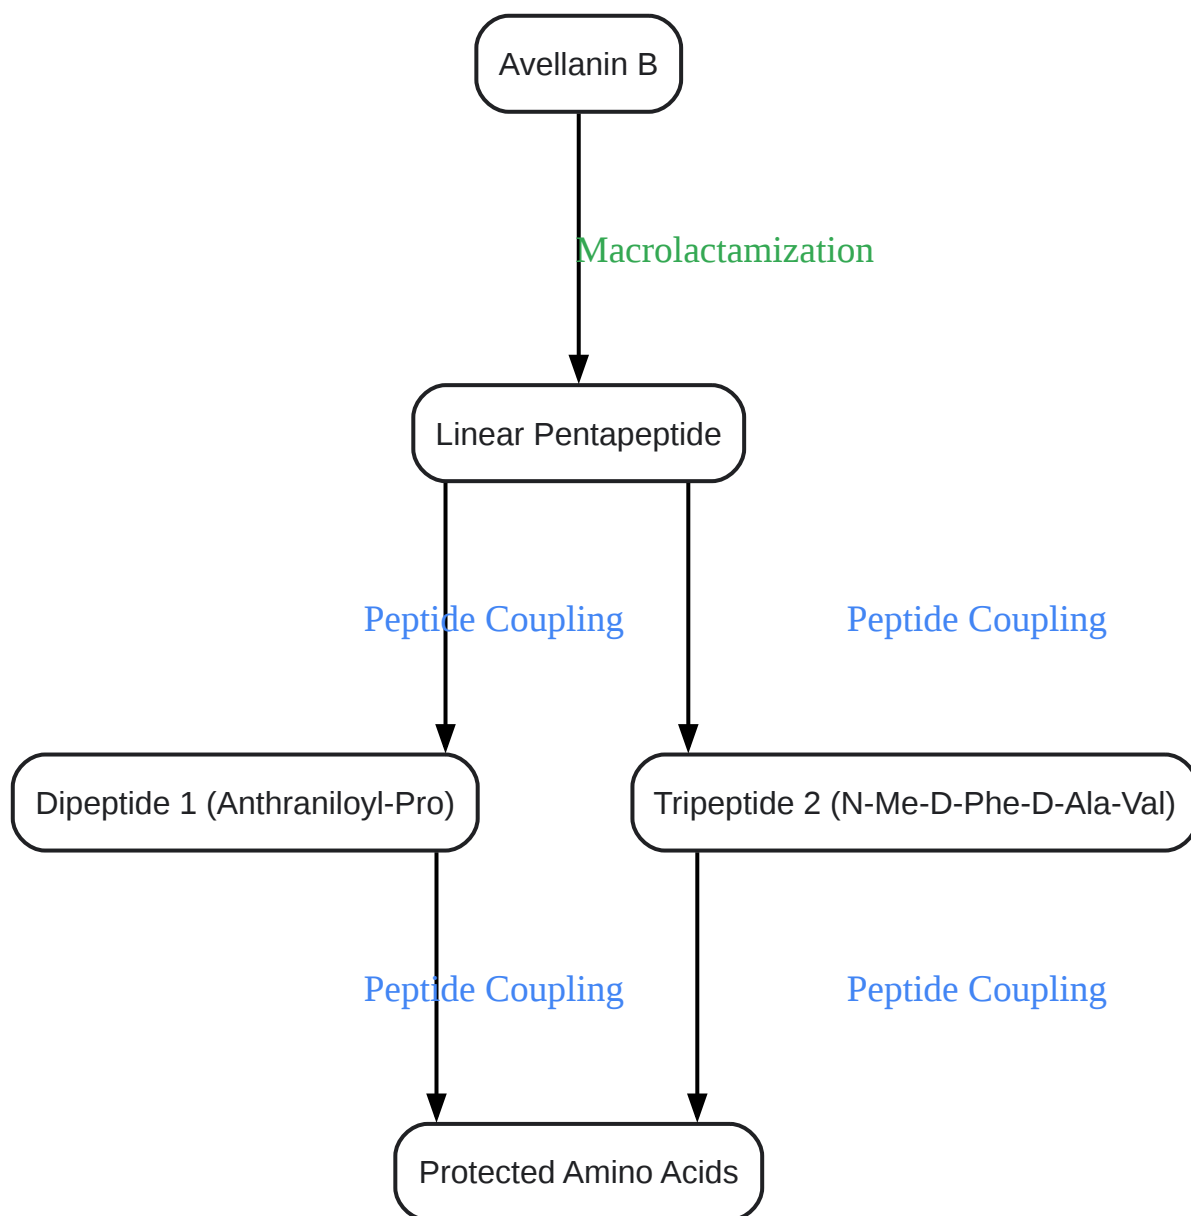 Avellanin B
Macrolactamization
Linear Pentapeptide
Peptide Coupling
Peptide Coupling
Dipeptide 1 (Anthraniloyl-Pro)
Tripeptide 2 (N-Me-D-Phe-D-Ala-Val)
Peptide Coupling
Peptide Coupling
Protected Amino Acids